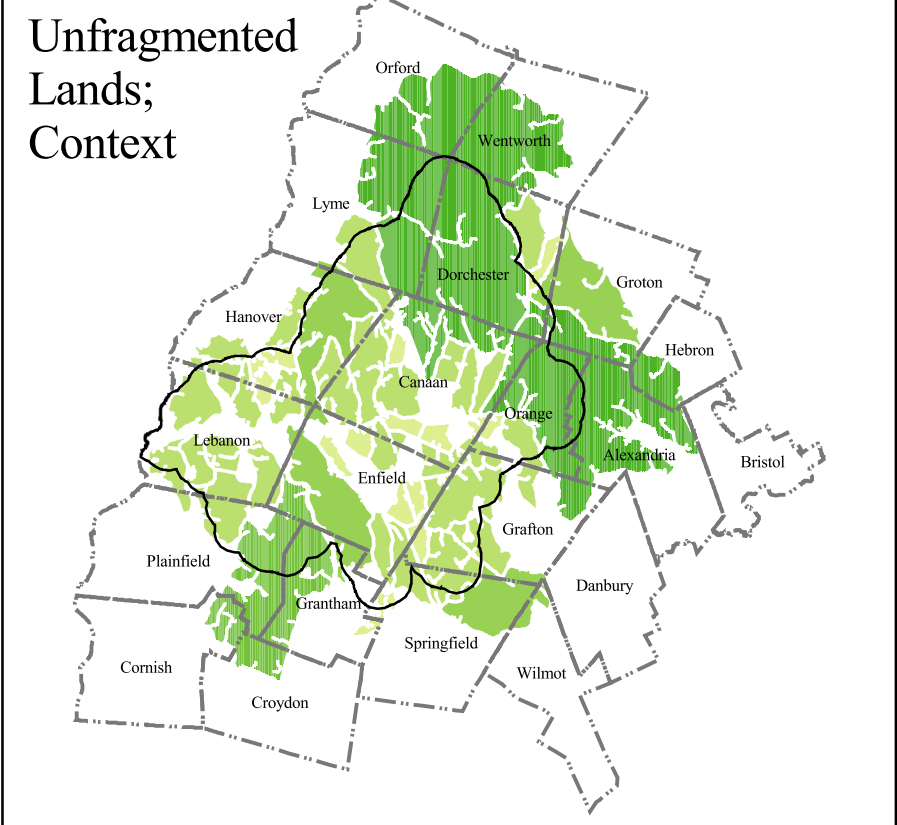 Unfragmented
Lands;
Context
Orford
Wentworth
Lyme
Dorchester
Groton
Hanover
Hebron
Canaan
Orange
Lebanon
Alexandria
Bristol
Enfield
Grafton
Plainfield
Danbury
Grantham
Springfield
Cornish
Wilmot
Croydon